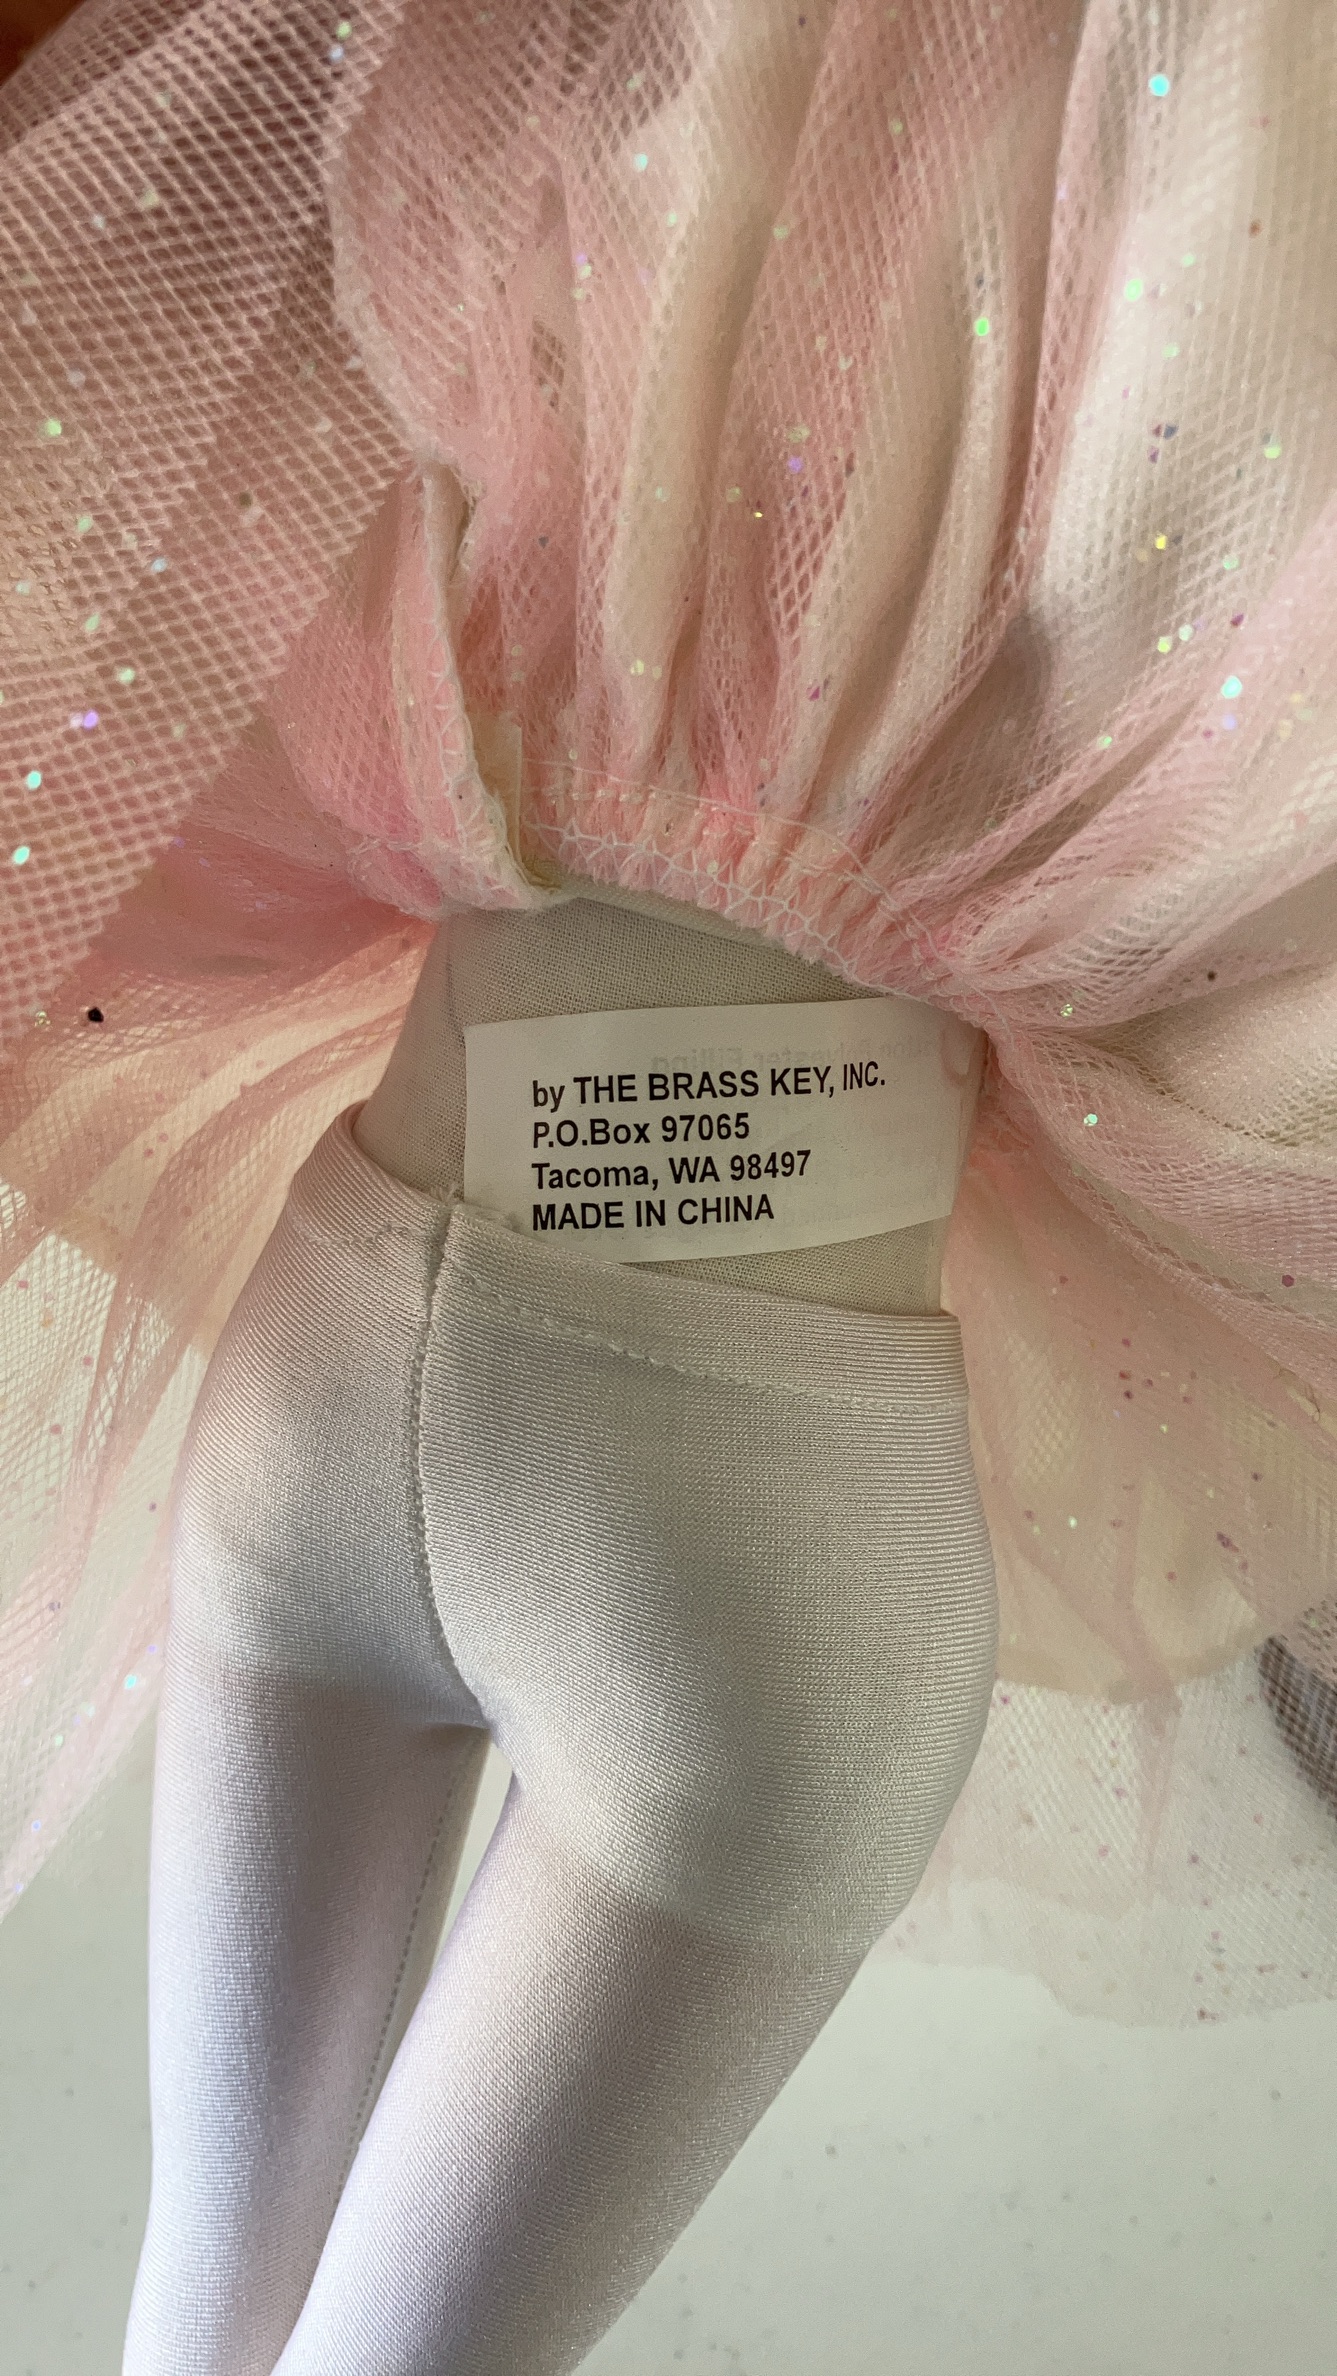 by THE BRASS KEY, INC.
P.O.Box 97065
Tacoma, WA 98497
MADE IN CHINA